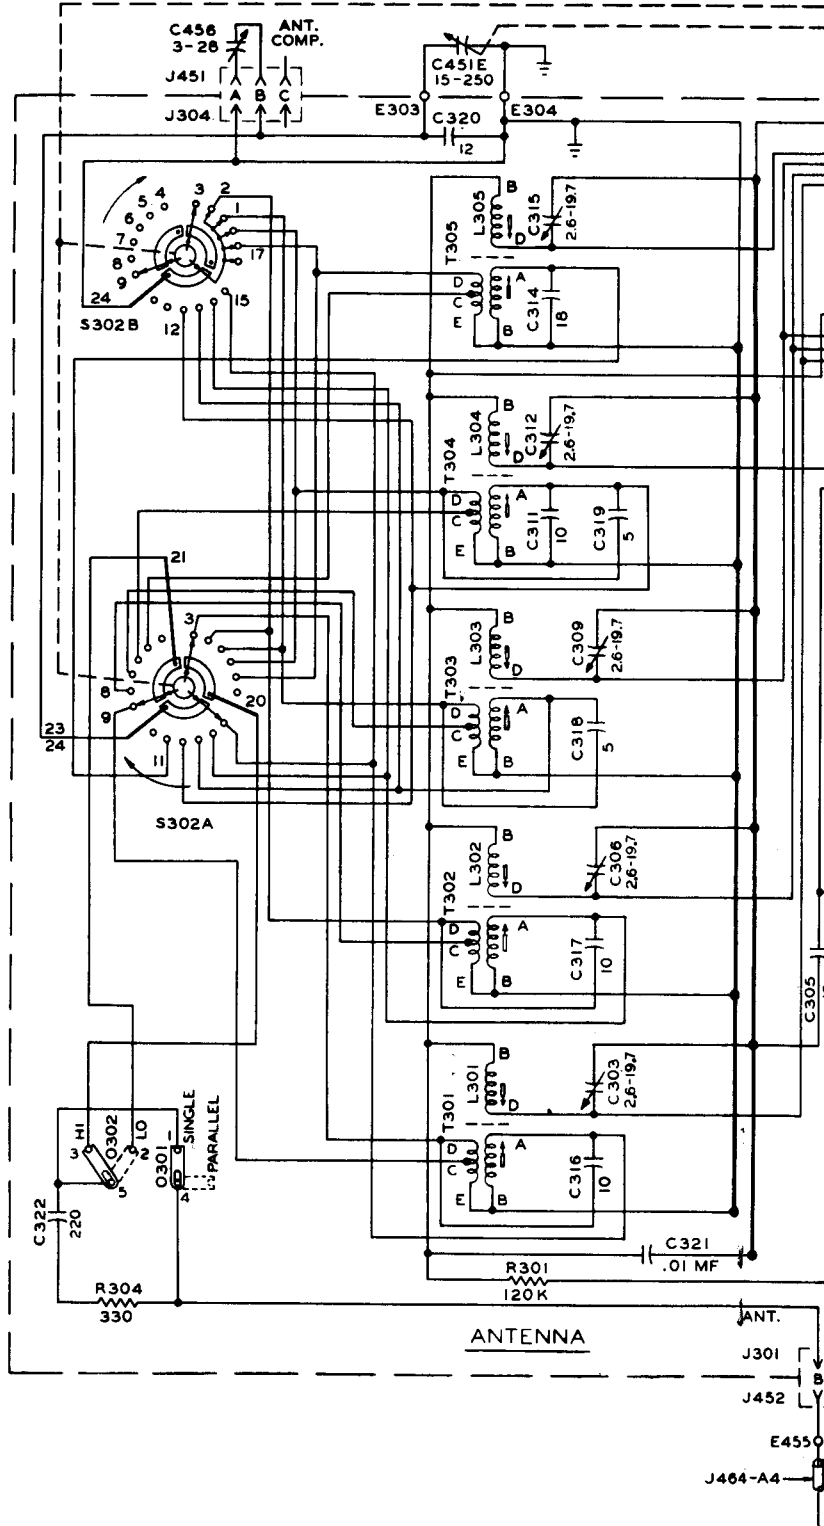 C456
3-28
ANT.
COMP.
J451
A B C
J304
C451E
15-250
E303
E304
C320
12
3 2
1
4
5
6
7
8
9
17
15
12
24
S302B
T305
L305
B
D
C315
2.6-19.7
D
C
E
A
B
C314
18
T304
L304
B
D
C312
2.6-19.7
D
C
E
A
B
C311
10
C319
5
21
3
8
9
20
23
24
11
S302A
T303
L303
B
D
C309
2.6-19.7
D
C
E
A
B
C318
5
T302
L302
B
D
C306
2.6-19.7
D
C
E
A
B
C317
10
C305
T301
L301
B
D
C303
2.6-19.7
D
C
E
A
B
C316
10
HI
3
O302
LO
2
5
O301
1
SINGLE
PARALLEL
4
C322
220
R304
330
C321
.01 MF
R301
120K
ANT.
ANTENNA
J301
B
J452
E455
J464-A4